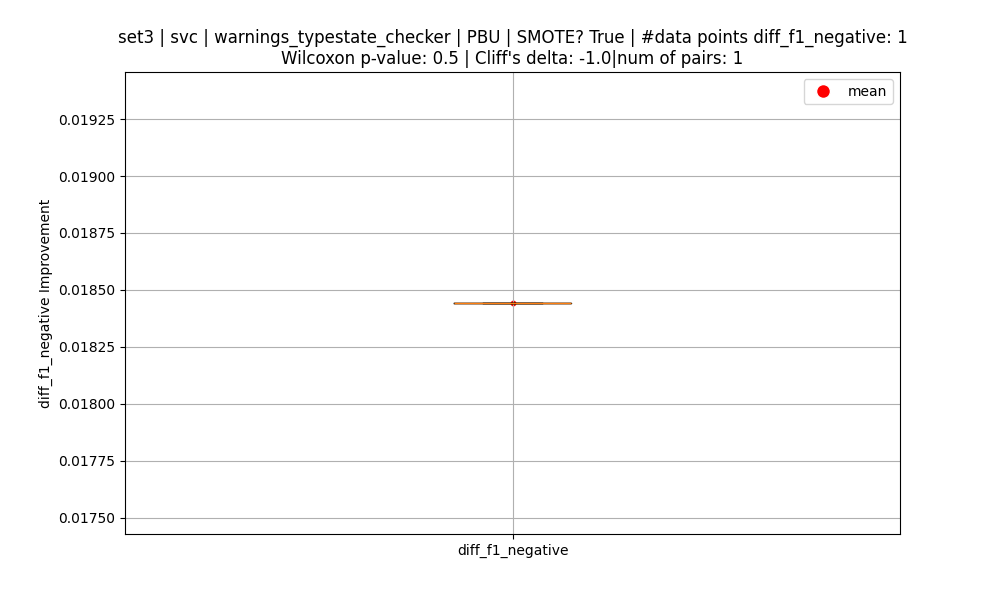 set3 | svc | warnings_typestate_checker | PBU | SMOTE? True | #data points diff_f1_negative: 1
Wilcoxon p-value: 0.5 | Cliff's delta: -1.0|num of pairs: 1
mean
0.01925
0.01900
0.01875
0.01850
0.01825
0.01800
0.01775
0.01750
diff_f1_negative Improvement
diff_f1_negative